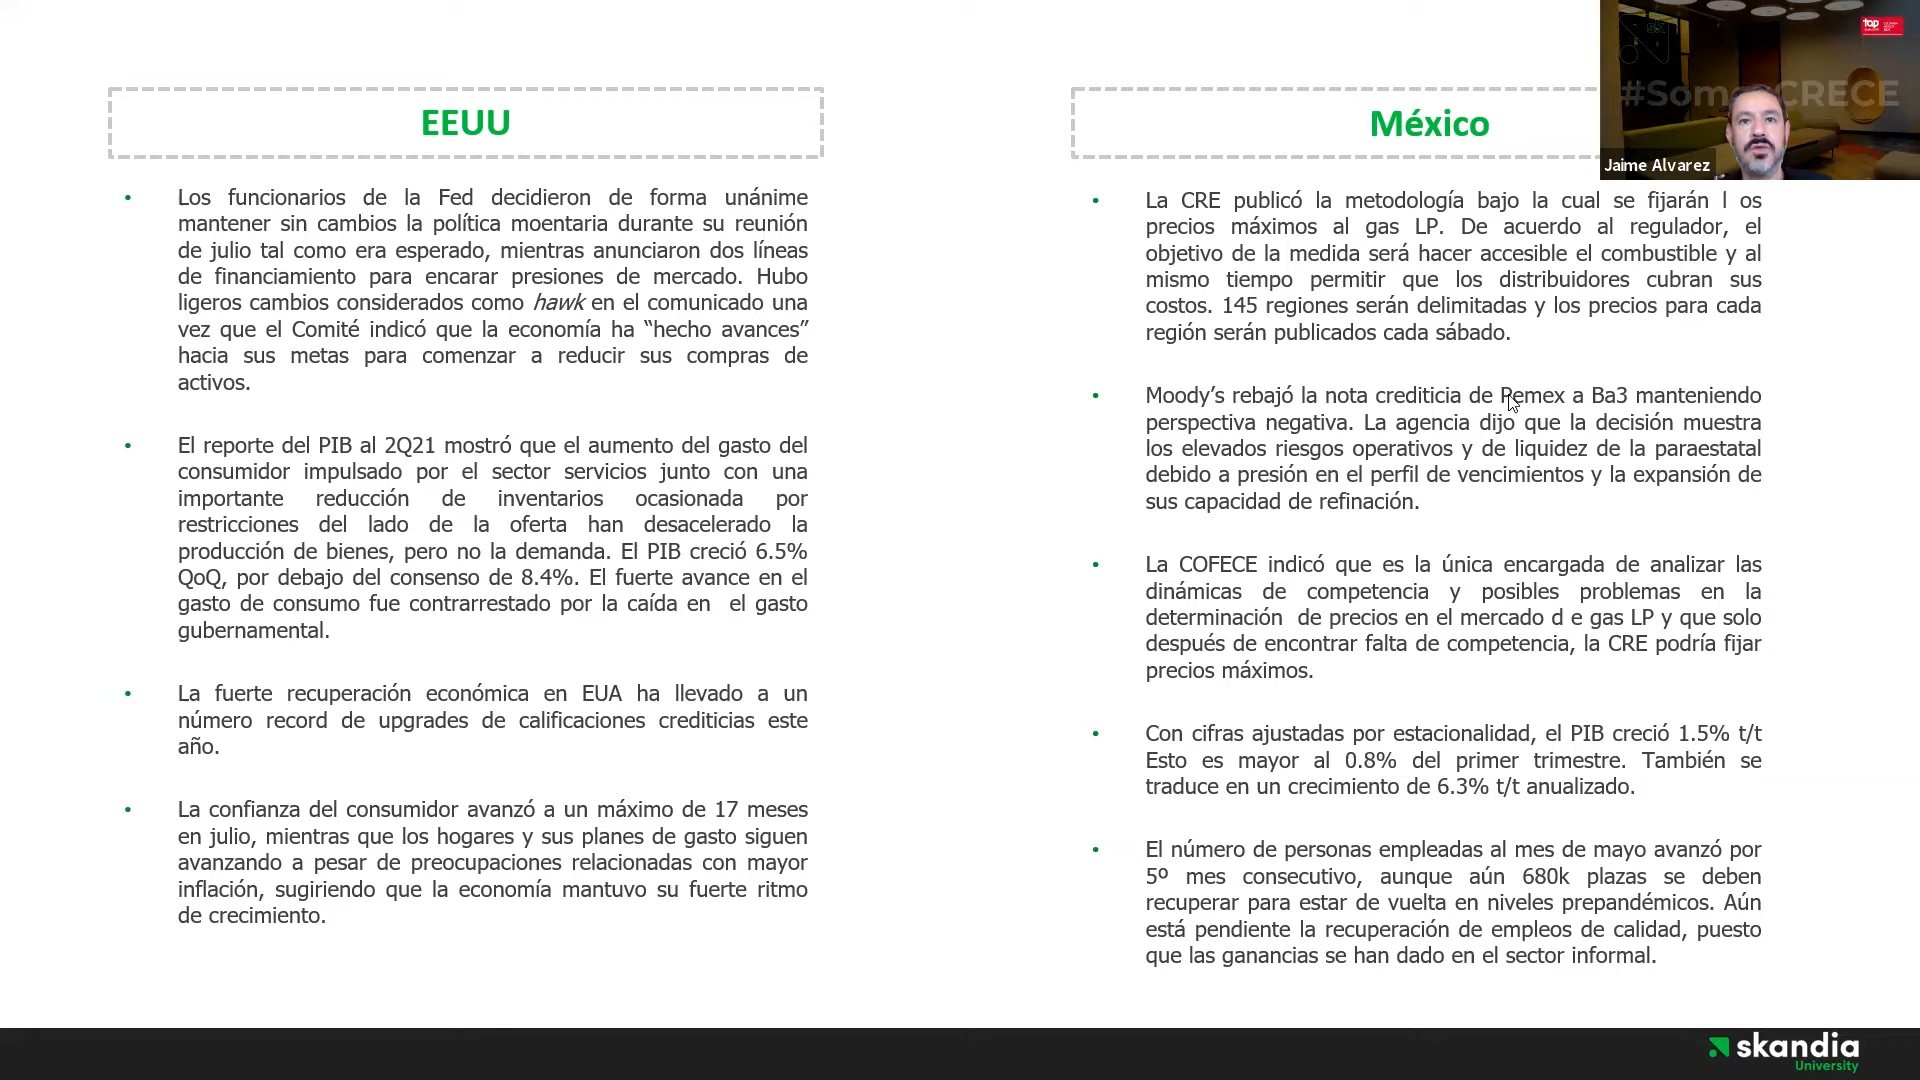 EEUU
Los funcionarios de la Fed decidieron de forma unánime
mantener sin cambios la política moentaria durante su reunión
de julio tal como era esperado, mientras anunciaron dos líneas
de financiamiento para encarar presiones de mercado. Hubo
ligeros cambios considerados como hawk en el comunicado una
vez que el Comité indicó que la economía ha “hecho avances”
hacia sus metas para comenzar a reducir sus compras de
activos.
El reporte del PIB al 2Q21 mostró que el aumento del gasto del
consumidor impulsado por el sector servicios junto con una
importante reducción de inventarios ocasionada por
restricciones del lado de la oferta han desacelerado la
producción de bienes, pero no la demanda. El PIB creció 6.5%
QoQ, por debajo del consenso de 8.4%. El fuerte avance en el
gasto de consumo fue contrarrestado por la caída en el gasto
gubernamental.
La fuerte recuperación económica en EUA ha llevado a un
número record de upgrades de calificaciones crediticias este
año.
La confianza del consumidor avanzó a un máximo de 17 meses
en julio, mientras que los hogares y sus planes de gasto siguen
avanzando a pesar de preocupaciones relacionadas con mayor
inflación, sugiriendo que la economía mantuvo su fuerte ritmo
de crecimiento.
México
La CRE publicó la metodología bajo la cual se fijarán l os
precios máximos al gas LP. De acuerdo al regulador, el
objetivo de la medida será hacer accesible el combustible y al
mismo tiempo permitir que los distribuidores cubran sus
costos. 145 regiones serán delimitadas y los precios para cada
región serán publicados cada sábado.
Moody’s rebajó la nota crediticia de Pemex a Ba3 manteniendo
perspectiva negativa. La agencia dijo que la decisión muestra
los elevados riesgos operativos y de liquidez de la paraestatal
debido a presión en el perfil de vencimientos y la expansión de
sus capacidad de refinación.
La COFECE indicó que es la única encargada de analizar las
dinámicas de competencia y posibles problemas en la
determinación de precios en el mercado d e gas LP y que solo
después de encontrar falta de competencia, la CRE podría fijar
precios máximos.
Con cifras ajustadas por estacionalidad, el PIB creció 1.5% t/t
Esto es mayor al 0.8% del primer trimestre. También se
traduce en un crecimiento de 6.3% t/t anualizado.
El número de personas empleadas al mes de mayo avanzó por
5º mes consecutivo, aunque aún 680k plazas se deben
recuperar para estar de vuelta en niveles prepandémicos. Aún
está pendiente la recuperación de empleos de calidad, puesto
que las ganancias se han dado en el sector informal.
top
CRECE
Jaime Alvarez
skandia
University